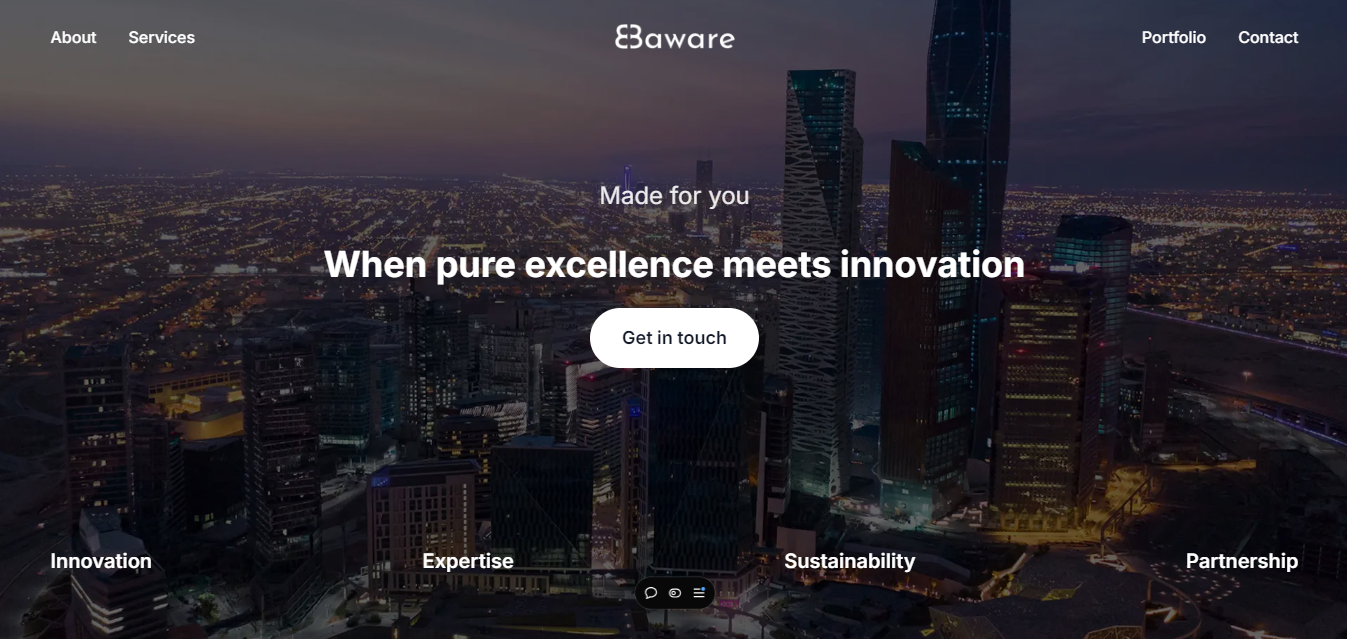 About
Services
aware
Portfolio
Contact
Made for you
When pure excellence meets innovation
Get in touch
Innovation
Expertise
Sustainability
Partnership